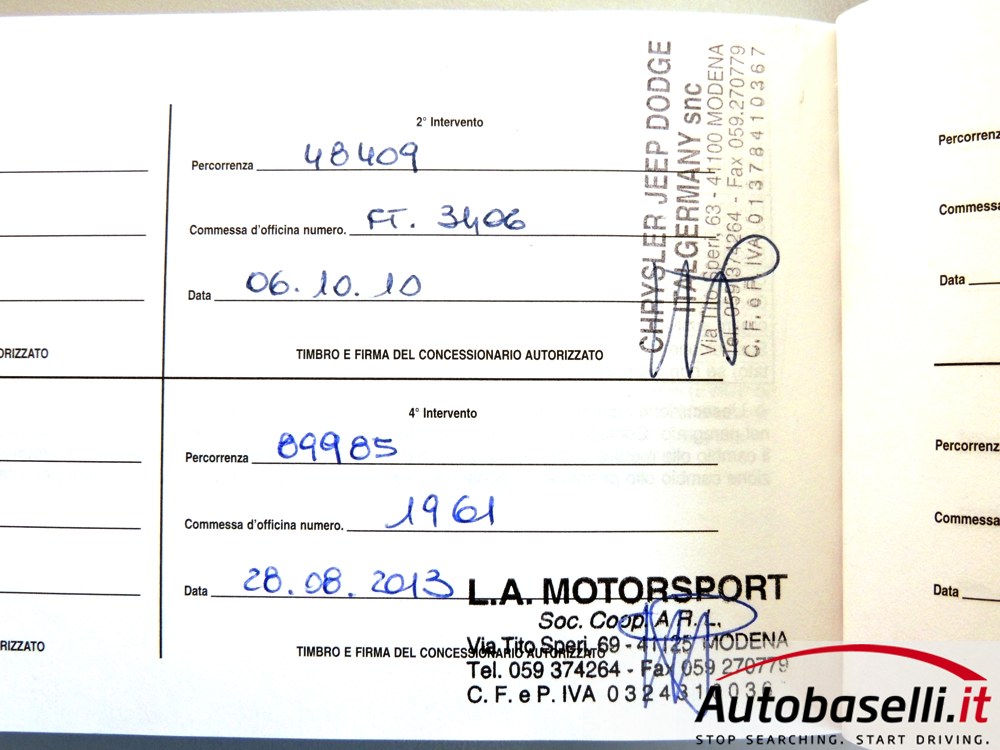 2° Intervento
Percorrenza 48409
Commessa d'officina numero. FT. 3406
Data 06.10.10
TIMBRO E FIRMA DEL CONCESSIONARIO AUTORIZZATO
CHRYSLER JEEP DODGE
ITALGERMANY snc
Via Tito Speri, 63 - 41100 MODENA
Tel. 059 374264 - Fax 059.270779
C. F. e P. IVA 01378410367
ORIZZATO
4° Intervento
Percorrenza 89985
Commessa d'officina numero. 1961
Data 28.08.2013
TIMBRO E FIRMA DEL CONCESSIONARIO AUTORIZZATO
L.A. MOTORSPORT
Soc. Coop. A R. L.
Via Tito Speri, 69 - 41125 MODENA
Tel. 059 374264 - Fax 059 270779
C. F. e P. IVA
RIZZATO
Percorrenz
Commessa
Data
Percorrenz
Commessa
Data
Autobaselli.it
STOP SEARCHING. START DRIVING.